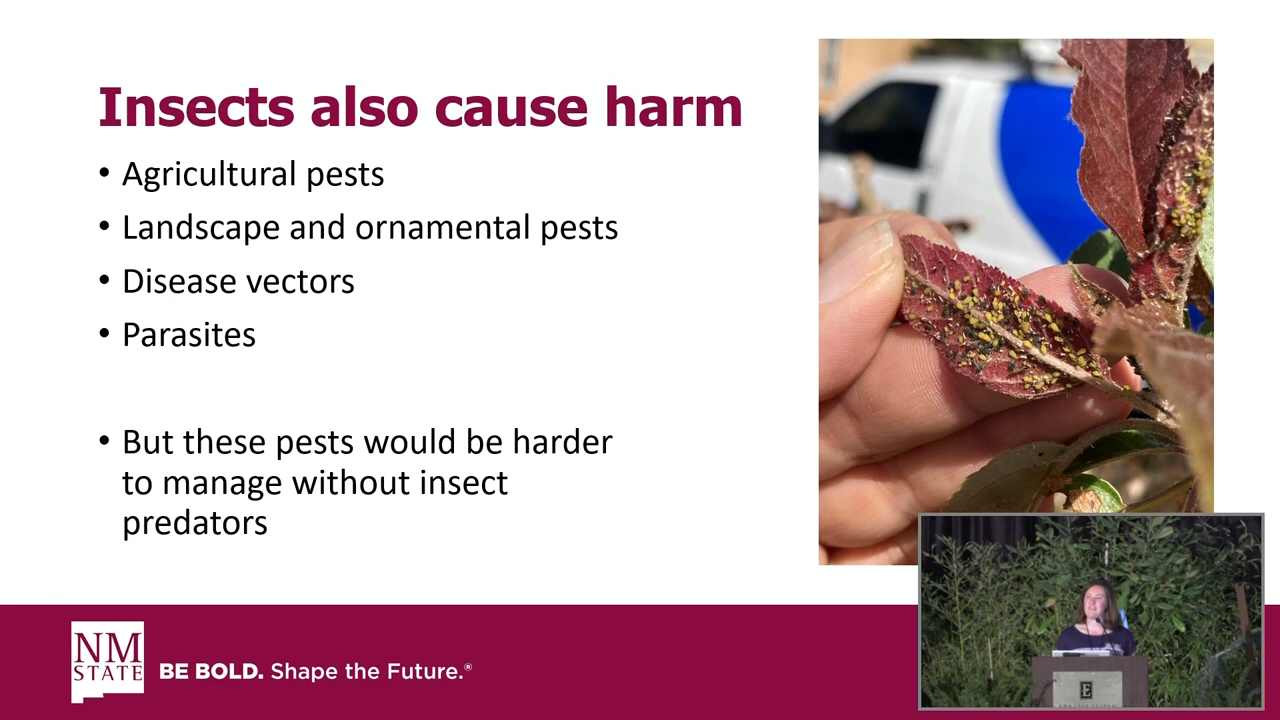 Insects also cause harm
• Agricultural pests
• Landscape and ornamental pests
• Disease vectors
• Parasites
• But these pests would be harder
to manage without insect
predators
NM
STATE
BE BOLD. Shape the Future.®
E